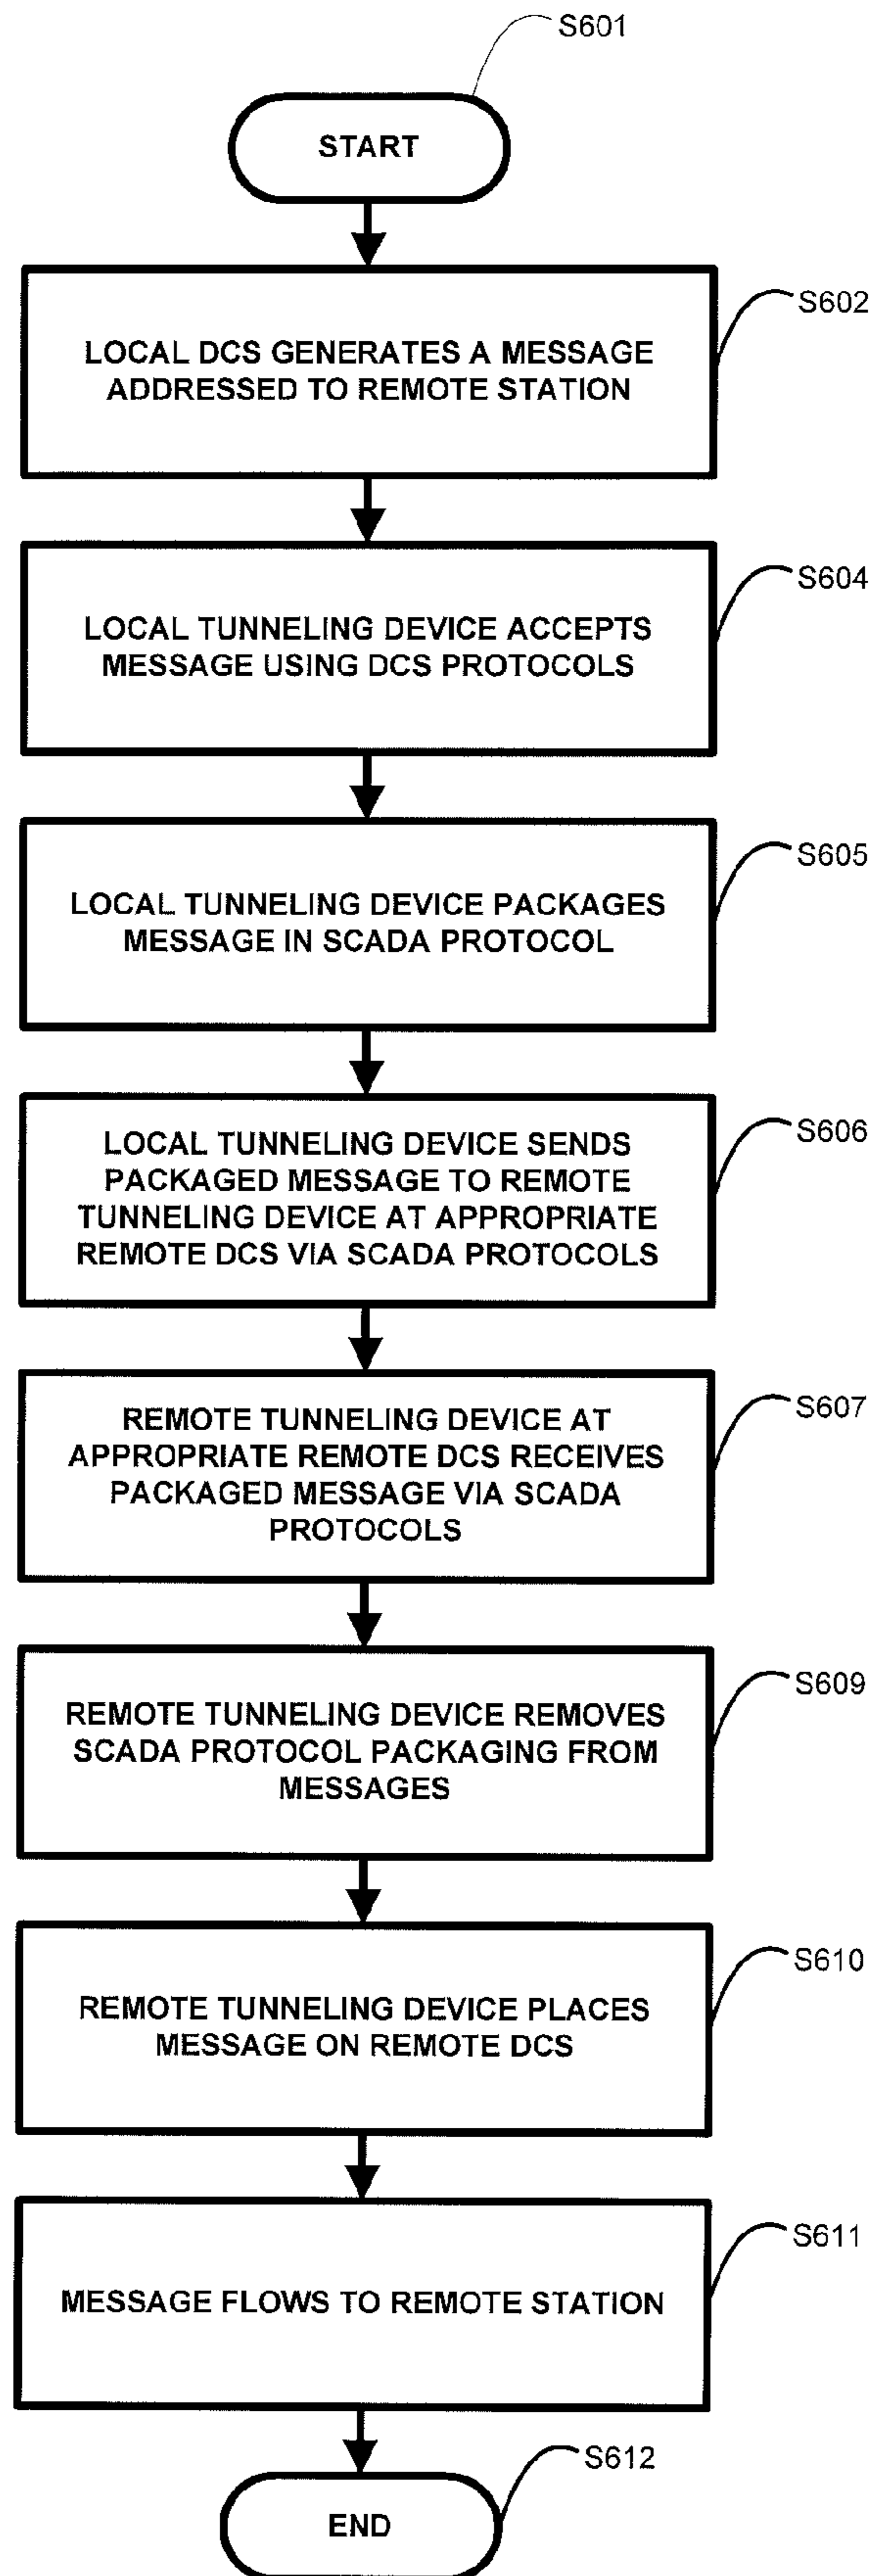 S601
START
S602
LOCAL DCS GENERATES A MESSAGE
ADDRESSED TO REMOTE STATION
S604
LOCAL TUNNELING DEVICE ACCEPTS
MESSAGE USING DCS PROTOCOLS
S605
LOCAL TUNNELING DEVICE PACKAGES
MESSAGE IN SCADA PROTOCOL
S606
LOCAL TUNNELING DEVICE SENDS
PACKAGED MESSAGE TO REMOTE
TUNNELING DEVICE AT APPROPRIATE
REMOTE DCS VIA SCADA PROTOCOLS
S607
REMOTE TUNNELING DEVICE AT
APPROPRIATE REMOTE DCS RECEIVES
PACKAGED MESSAGE VIA SCADA
PROTOCOLS
S609
REMOTE TUNNELING DEVICE REMOVES
SCADA PROTOCOL PACKAGING FROM
MESSAGES
S610
REMOTE TUNNELING DEVICE PLACES
MESSAGE ON REMOTE DCS
S611
MESSAGE FLOWS TO REMOTE STATION
S612
END